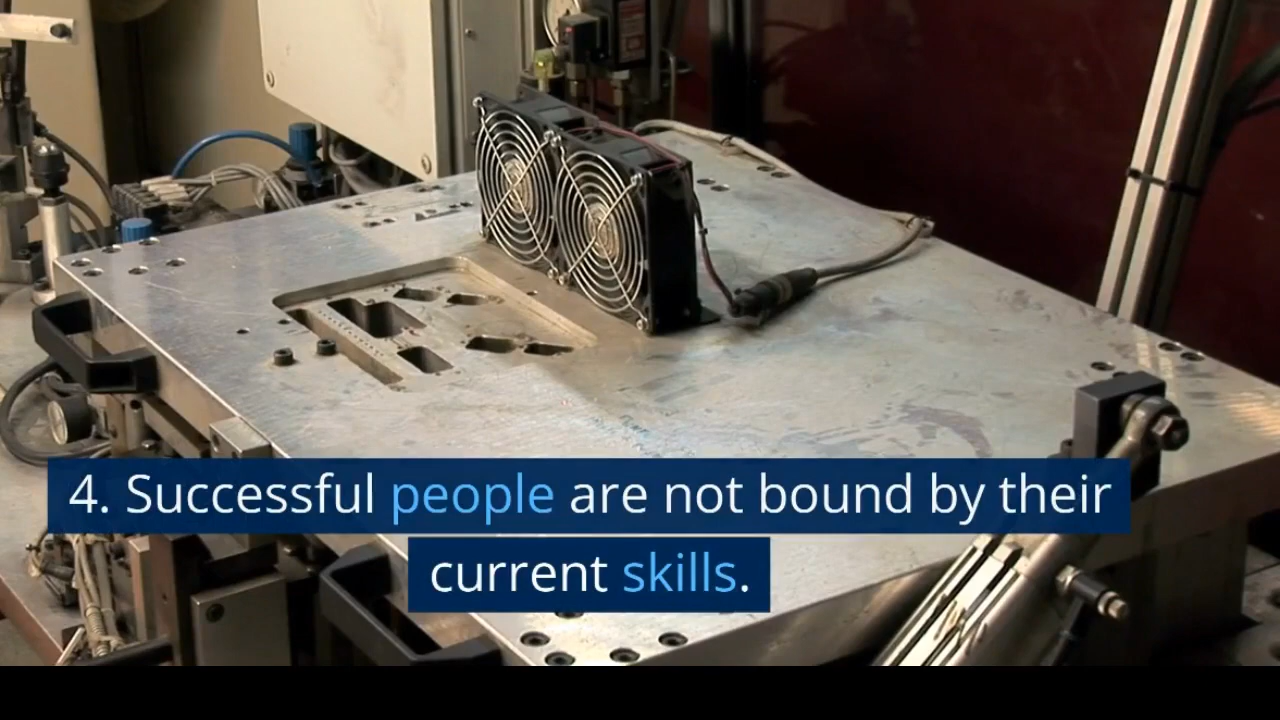 4. Successful people are not bound by their
current skills.